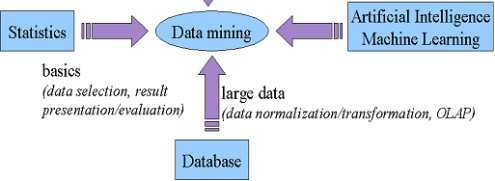 Statistics
Data mining
Artificial Intelligence
Machine Learning
basics
(data selection, result
presentation/evaluation)
large data
(data normalization/transformation, OLAP)
Database